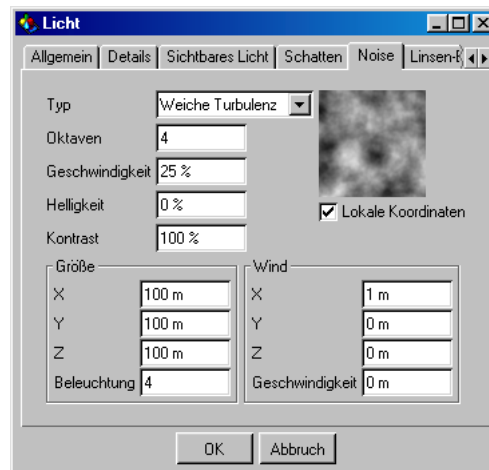 Licht
Allgemein Details Sichtbares Licht Schatten Noise Linsen-E
Typ Weiche Turbulenz
Oktaven 4
Geschwindigkeit 25 %
Helligkeit 0 %
Kontrast 100 %
Lokale Koordinaten
Größe
X 100 m
Y 100 m
Z 100 m
Beleuchtung 4
Wind
X 1 m
Y 0 m
Z 0 m
Geschwindigkeit 0 m
OK Abbruch